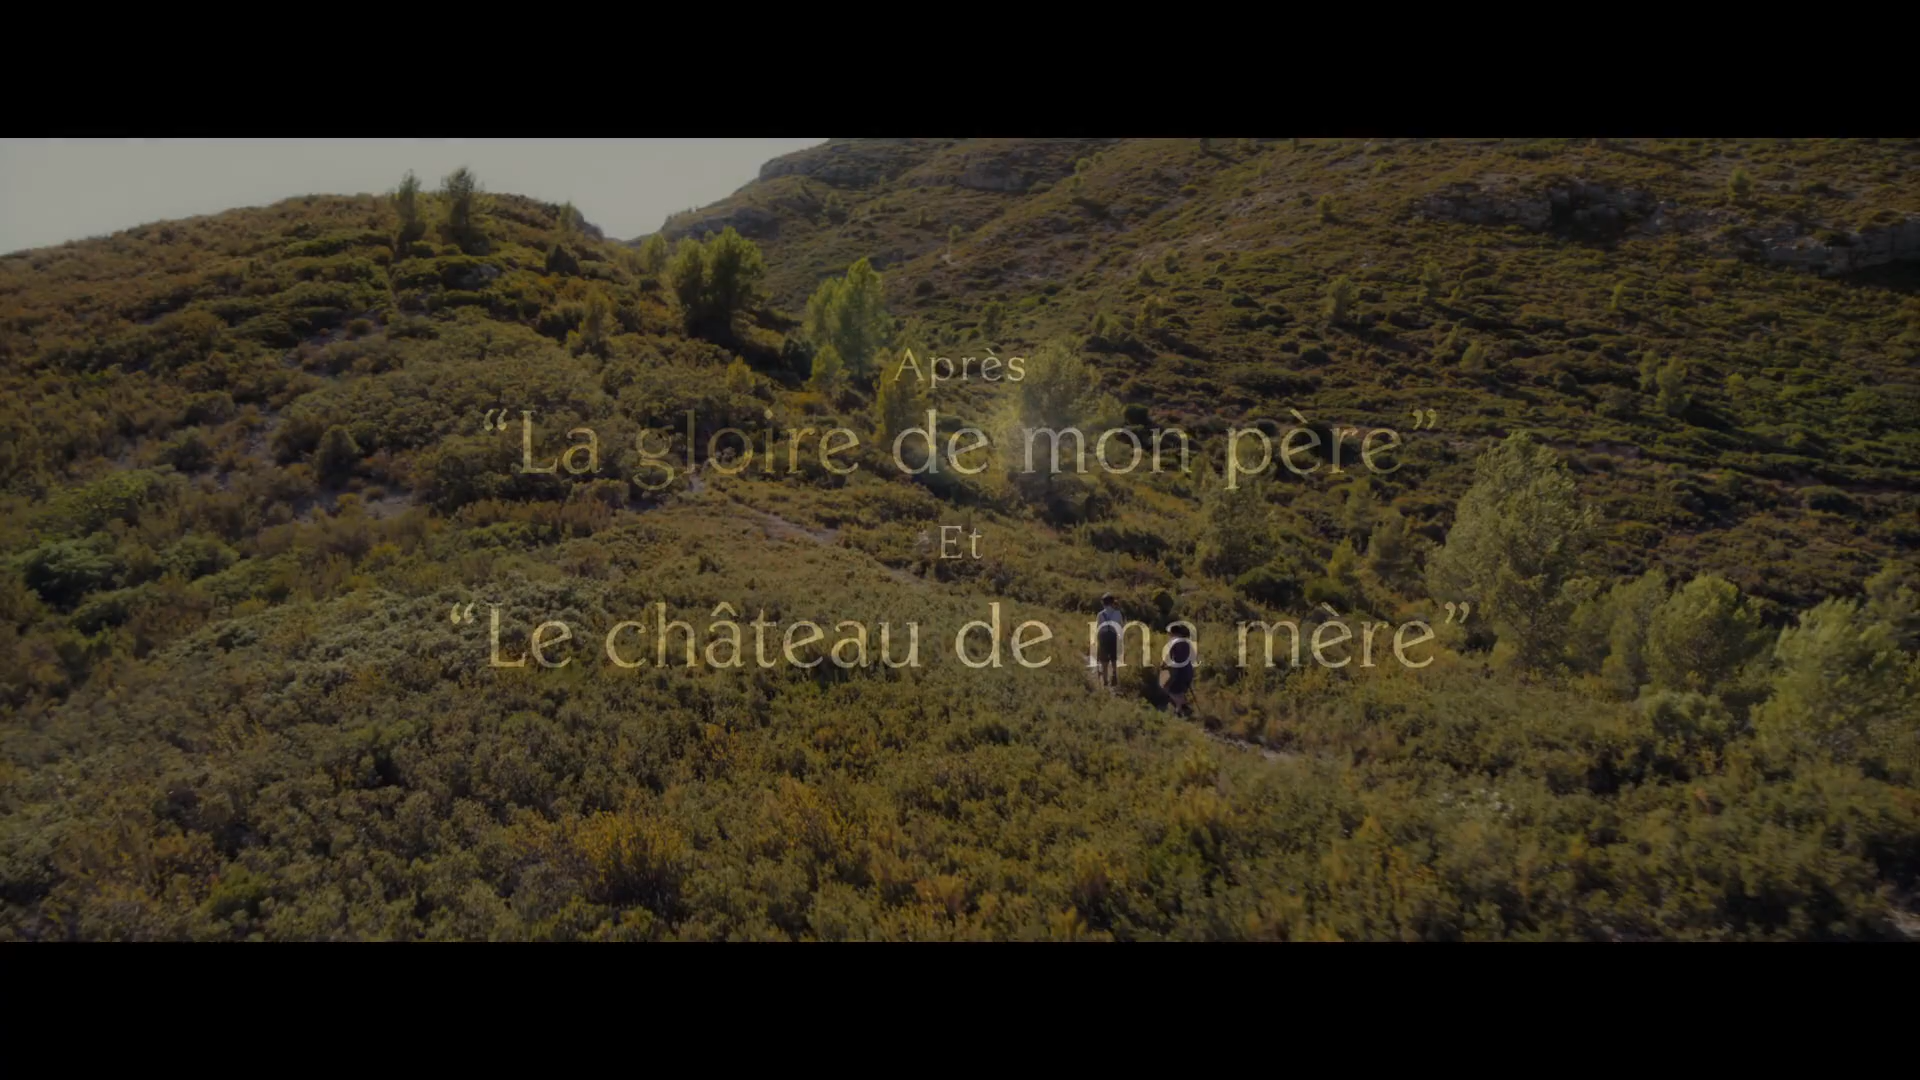 Après
“La gloire de mon père”
Et
“Le château de ma mère”